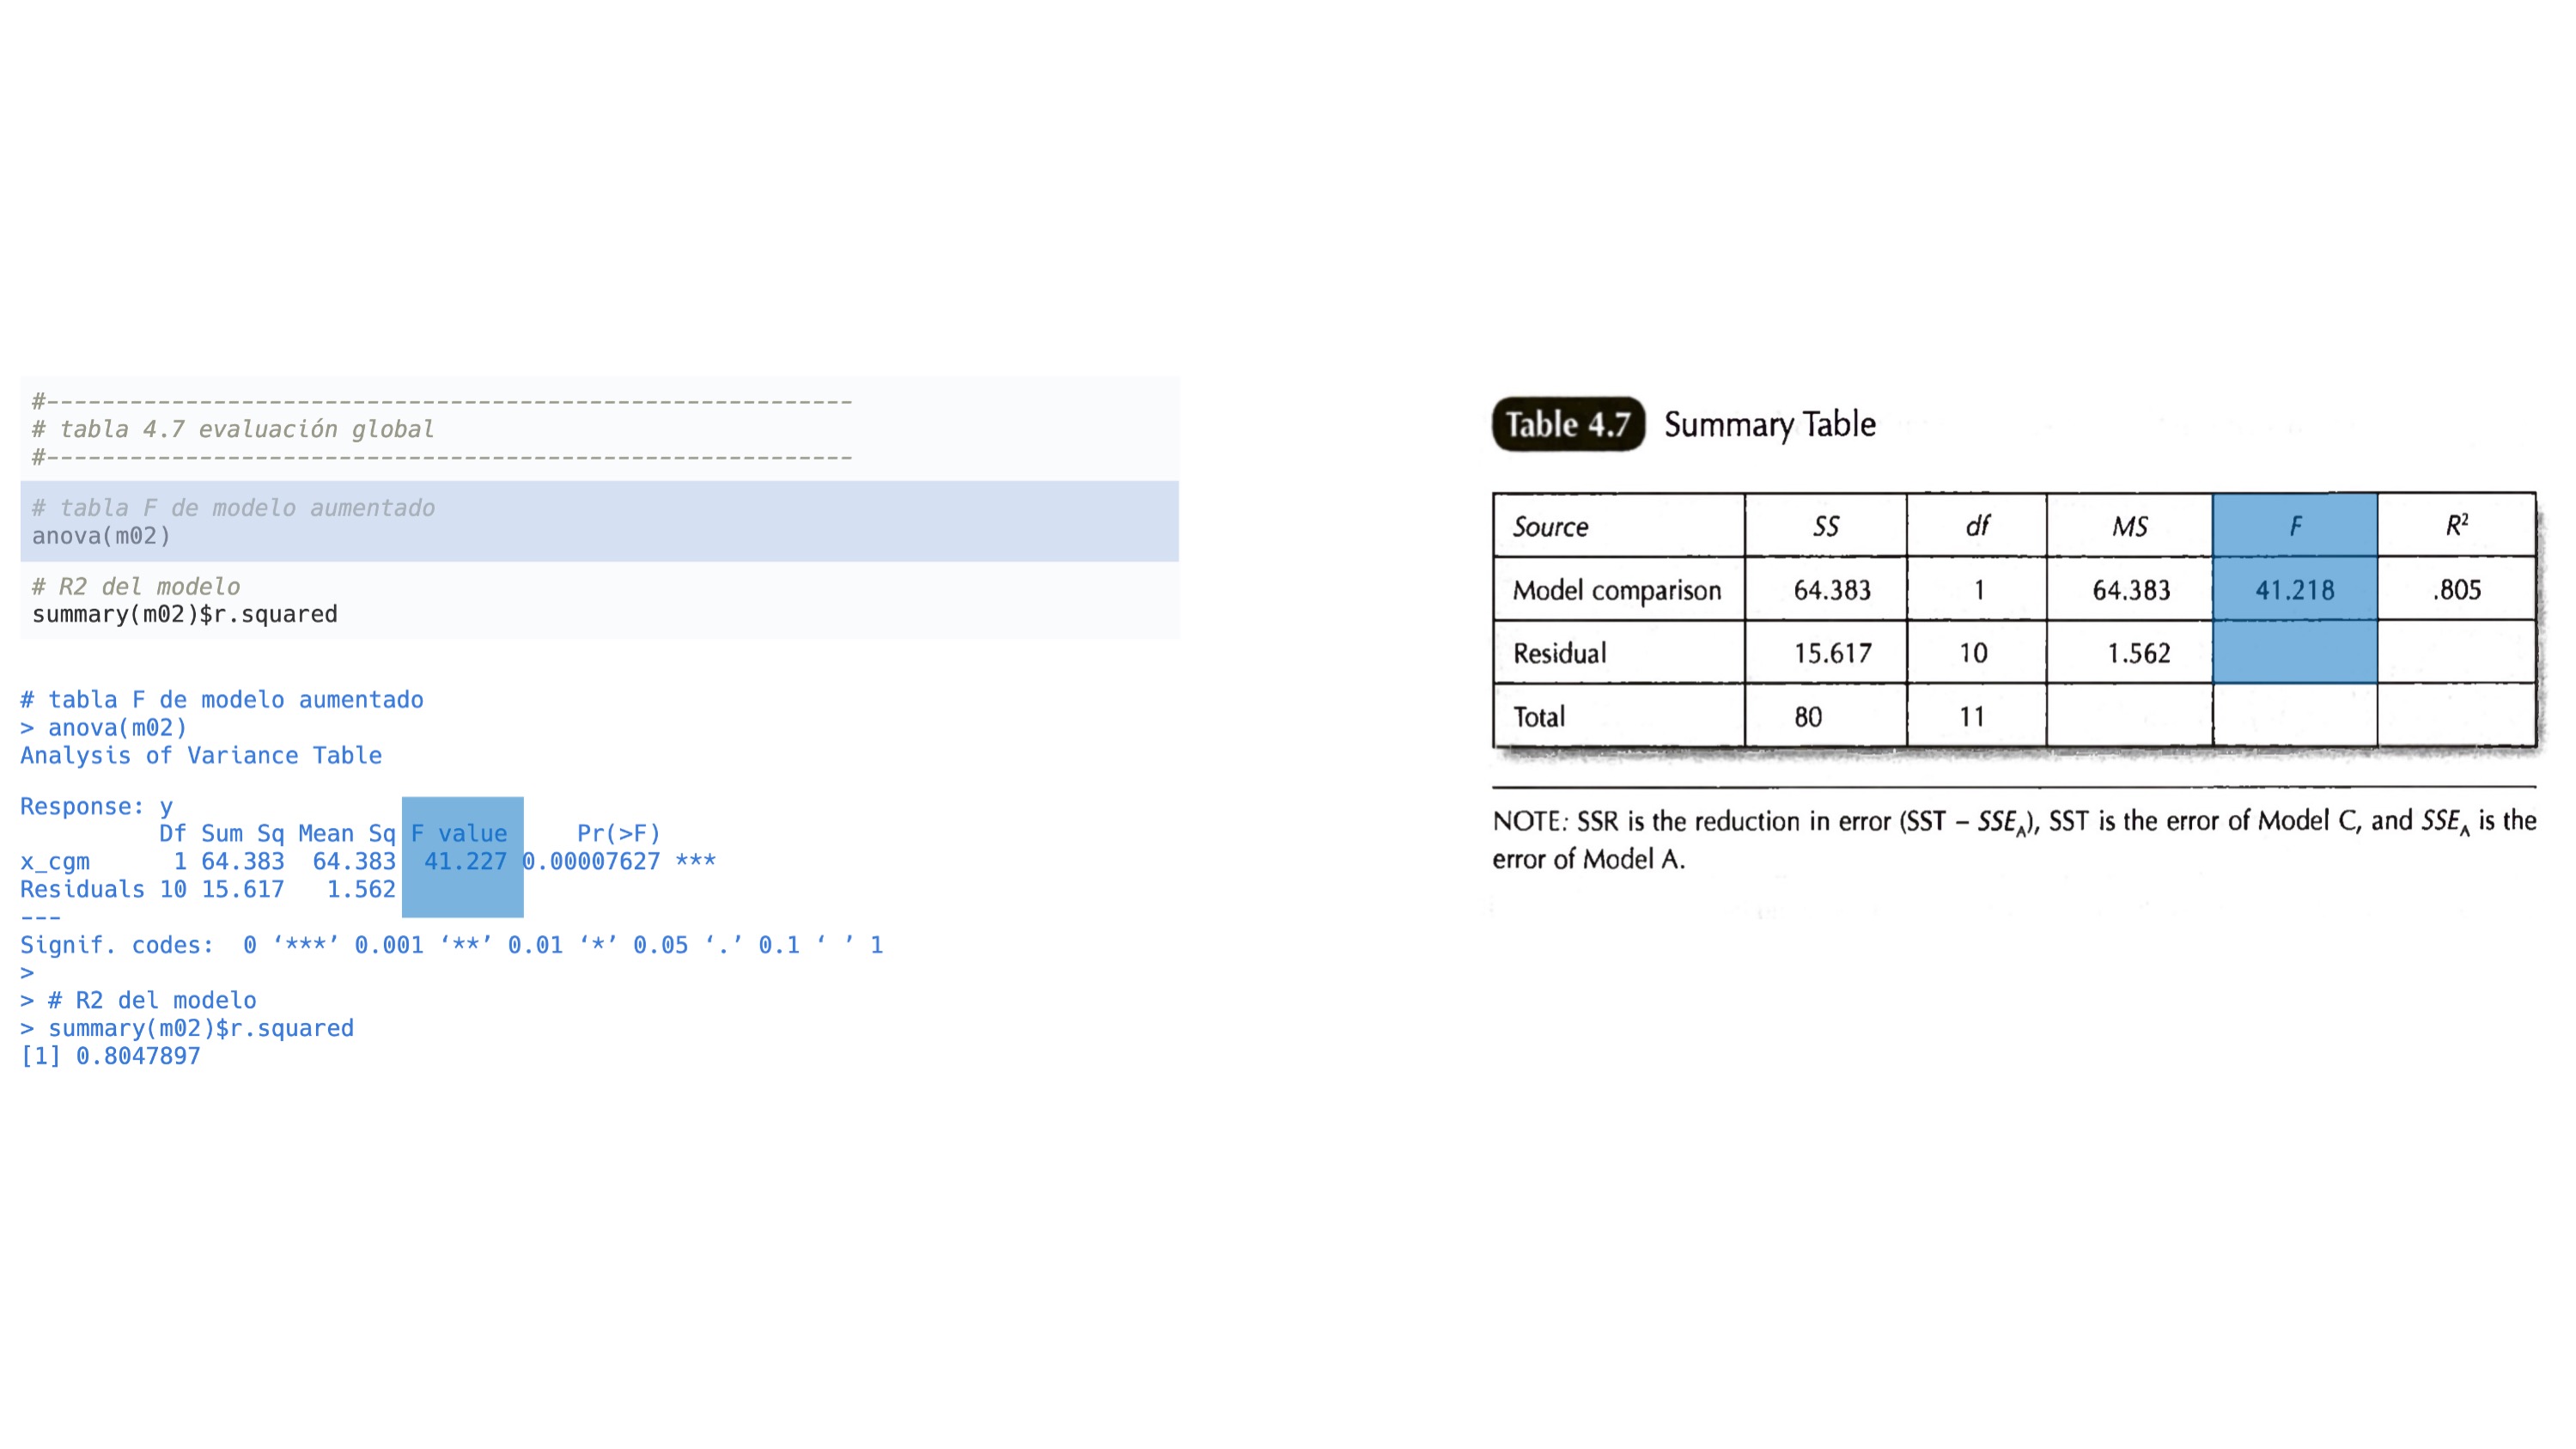 #----------------------------------------------------------
# tabla 4.7 evaluación global
#----------------------------------------------------------
# tabla F de modelo aumentado
anova(m02)
# R2 del modelo
summary(m02)$r.squared
# tabla F de modelo aumentado
> anova(m02)
Analysis of Variance Table
Response: y
Df Sum Sq Mean Sq F value Pr(>F)
x_cgm 1 64.383 64.383 41.227 0.00007627 ***
Residuals 10 15.617 1.562
---
Signif. codes: 0 ‘***’ 0.001 ‘**’ 0.01 ‘*’ 0.05 ‘.’ 0.1 ‘ ’ 1
>
> # R2 del modelo
> summary(m02)$r.squared
[1] 0.8047897
Table 4.7 Summary Table
Source SS df MS F R²
Model comparison 64.383 1 64.383 41.218 .805
Residual 15.617 10 1.562
Total 80 11
NOTE: SSR is the reduction in error (SST – SSE_A), SST is the error of Model C, and SSE_A is the
error of Model A.